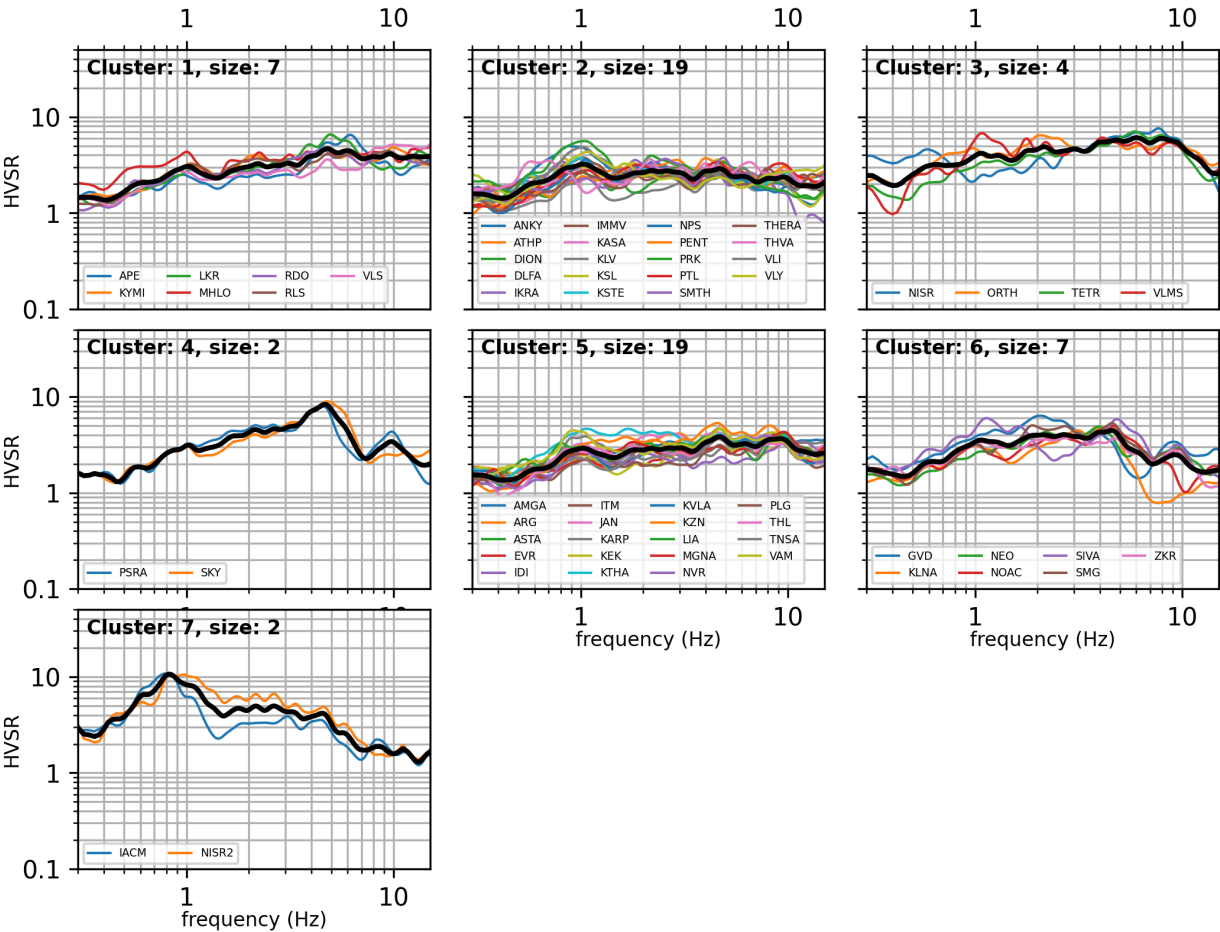 1 10 1 10 1 10
Cluster: 1, size: 7
Cluster: 2, size: 19
Cluster: 3, size: 4
10
HVSR
1
0.1
APE LKR RDO VLS
KYMI MHLO RLS
ANKY IMMV NPS THERA
ATHP KASA PENT THVA
DION KLV PRK VLI
DLFA KSL PTL VLY
IKRA KSTE SMTH
NISR ORTH TETR VLMS
Cluster: 4, size: 2
Cluster: 5, size: 19
Cluster: 6, size: 7
10
HVSR
1
0.1
PSRA SKY
AMGA ITM KVLA PLG
ARG JAN KZN THL
ASTA KARP LIA TNSA
EVR KEK MGNA VAM
IDI KTHA NVR
GVD NEO SIVA ZKR
KLNA NOAC SMG
1 10 1 10
frequency (Hz) frequency (Hz)
Cluster: 7, size: 2
10
HVSR
1
0.1
IACM NISR2
1 10
frequency (Hz)